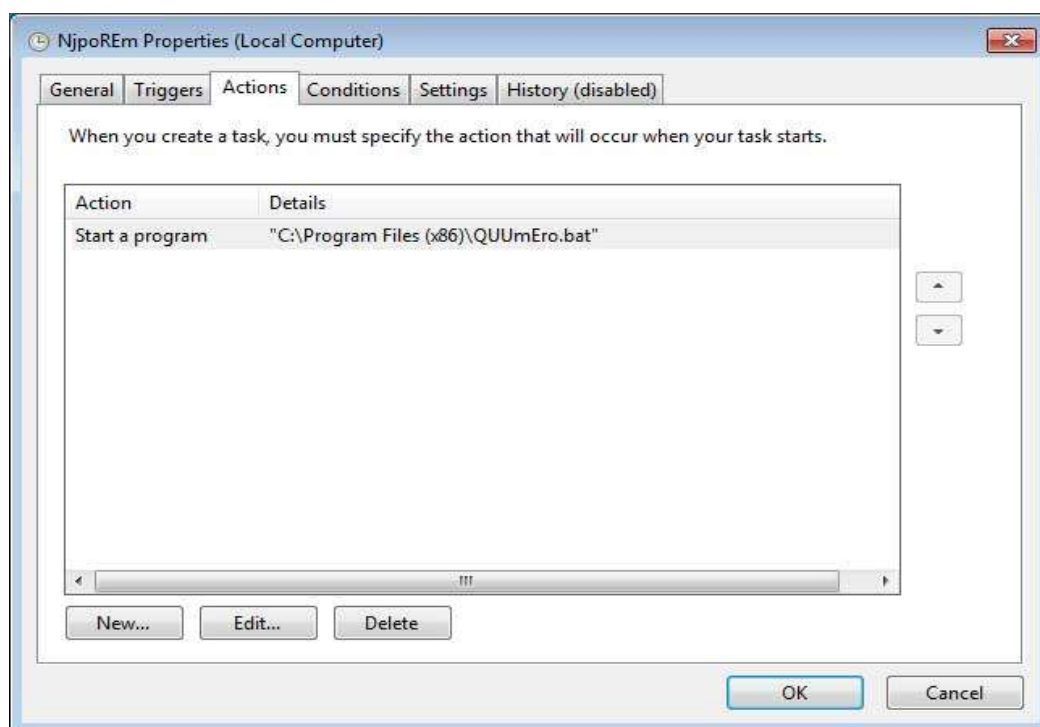 NjpoREm Properties (Local Computer)
General Triggers Actions Conditions Settings History (disabled)
When you create a task, you must specify the action that will occur when your task starts.
Action Details
Start a program "C:\Program Files (x86)\QUUmEro.bat"
New... Edit... Delete
OK Cancel